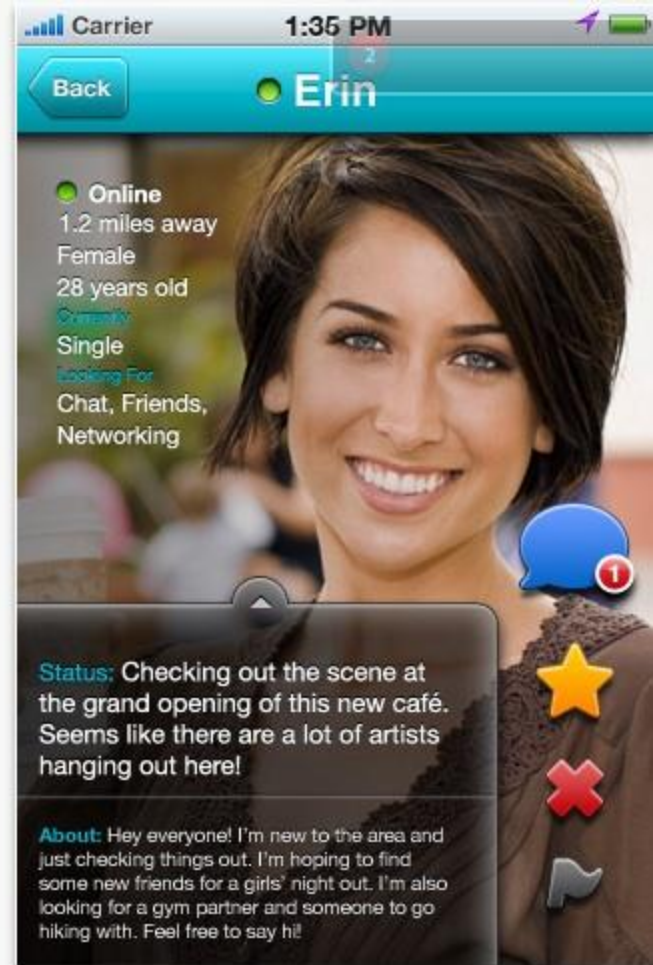 Carrier
1:35 PM
2
Back
Erin
Online
1.2 miles away
Female
28 years old
Currently
Single
Looking For
Chat, Friends,
Networking
1
Status: Checking out the scene at
the grand opening of this new café.
Seems like there are a lot of artists
hanging out here!
About: Hey everyone! I'm new to the area and
just checking things out. I'm hoping to find
some new friends for a girls' night out. I'm also
looking for a gym partner and someone to go
hiking with. Feel free to say hi!